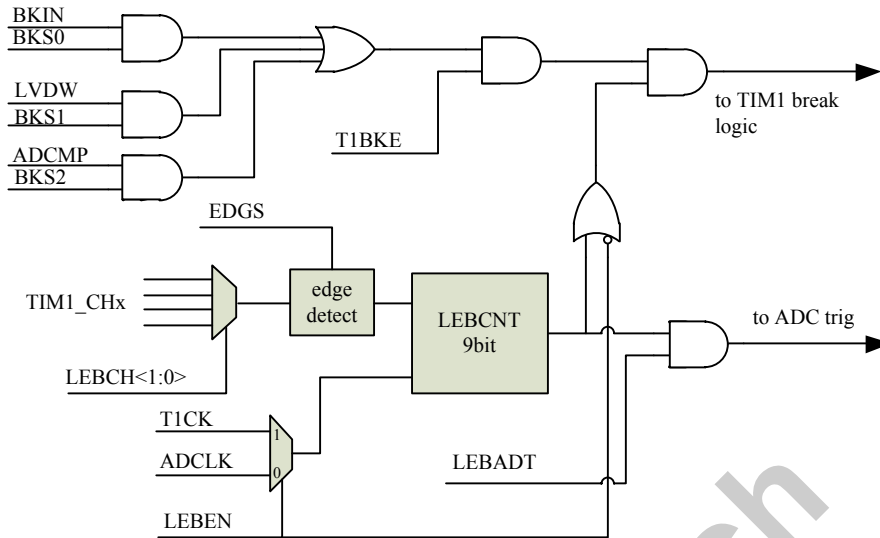 BKIN
BKS0
LVDW
BKS1
ADCMP
BKS2
T1BKE
to TIM1 break
logic
EDGS
TIM1_CHx
edge
detect
LEBCNT
9bit
to ADC trig
LEBCH<1:0>
T1CK
1
ADCLK
0
LEBADT
LEBEN